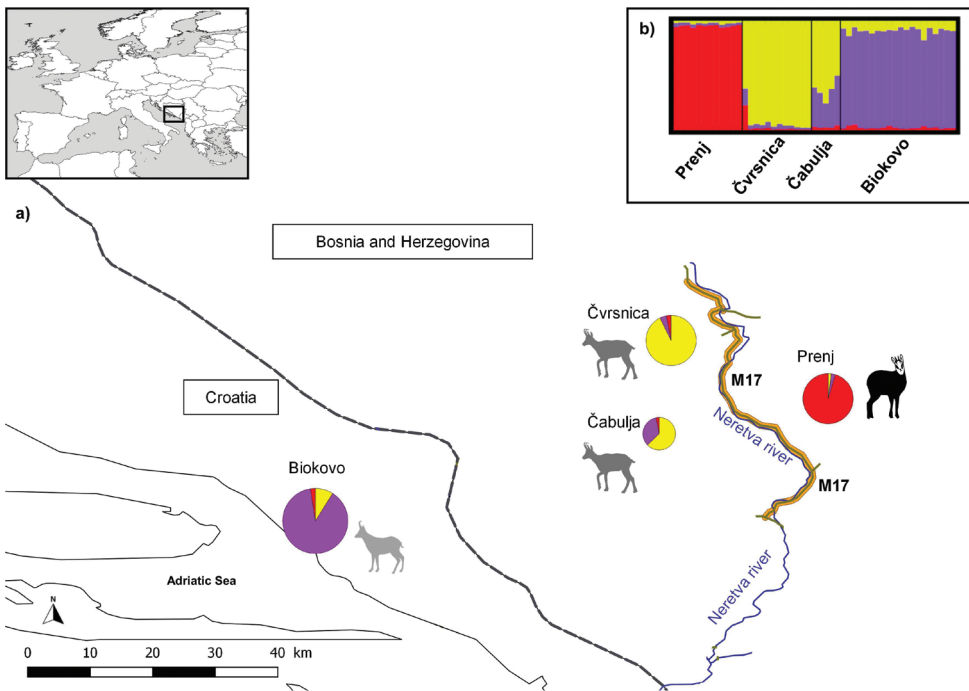 b)
Prenj
Čvrsnica
Čabulja
Biokovo
a)
Bosnia and Herzegovina
Čvrsnica
Prenj
M17
Croatia
Čabulja
Neretva river
Biokovo
M17
Adriatic Sea
Neretva river
N
0 10 20 30 40 km